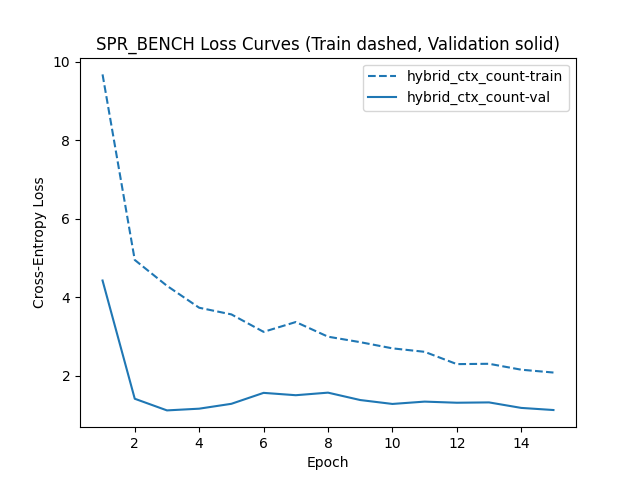 SPR_BENCH Loss Curves (Train dashed, Validation solid)
hybrid_ctx_count-train
hybrid_ctx_count-val
Cross-Entropy Loss
10
8
6
4
2
2 4 6 8 10 12 14
Epoch